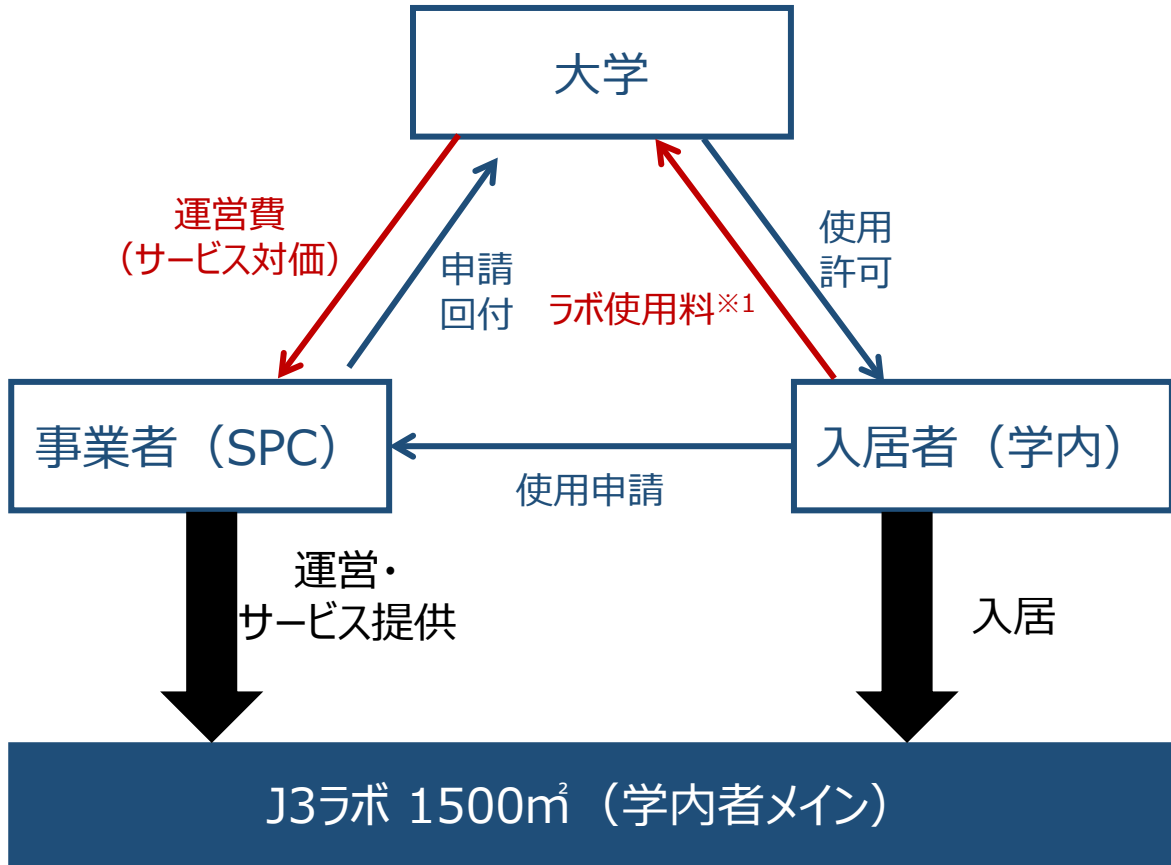 大学
運営費
（サービス対価）
申請
回付
ラボ使用料※1
使用
許可
事業者（SPC）
入居者（学内）
使用申請
運営・
サービス提供
入居
J3ラボ 1500㎡（学内者メイン）